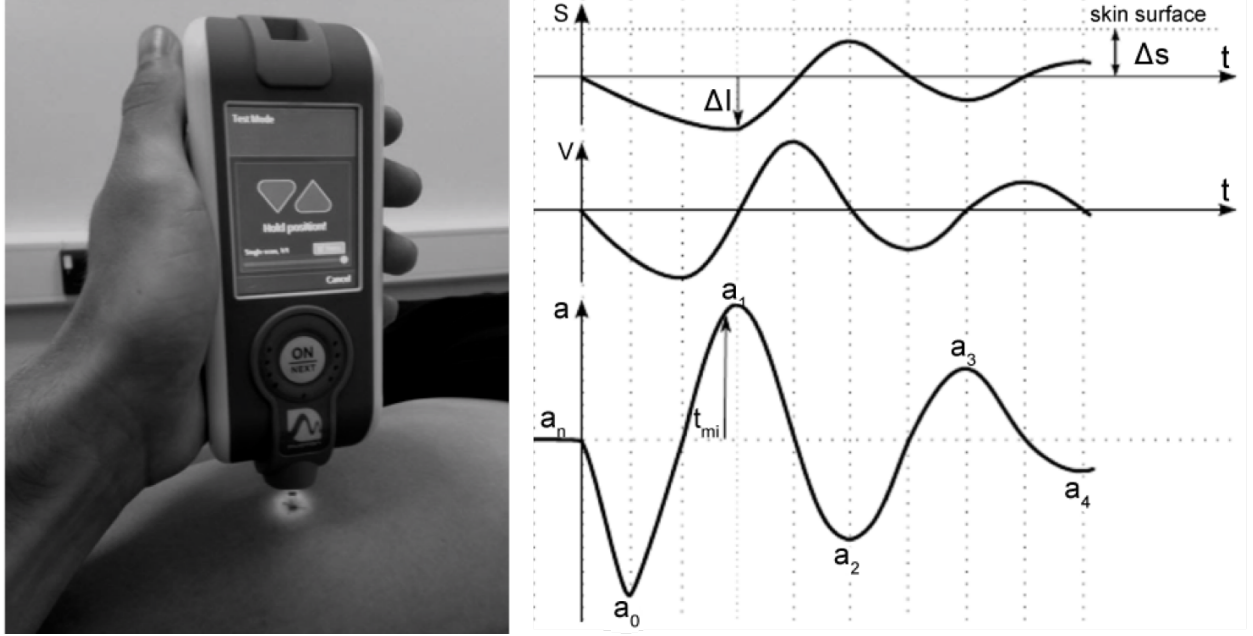 Test Mode
Hold position!
Cancel
ON
NEXT
S
skin surface
Δs
t
Δl
V
t
a
a₁
a₃
aₙ
tₘᵢ
a₄
a₂
a₀